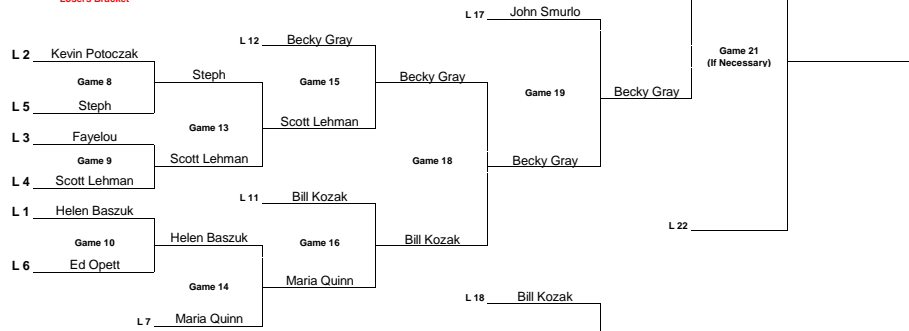 Losers Bracket
L 17 John Smurlo
L 12 Becky Gray
L 2 Kevin Potoczak
Game 21
(If Necessary)
Game 8 Steph Game 15 Becky Gray
Game 19 Becky Gray
L 5 Steph
Game 13 Scott Lehman
L 3 Fayelou
Game 9 Scott Lehman Game 18 Becky Gray
L 4 Scott Lehman
L 11 Bill Kozak
L 1 Helen Baszuk
L 22
Game 10 Helen Baszuk Game 16 Bill Kozak
L 6 Ed Opett
Game 14 Maria Quinn
L 18 Bill Kozak
L 7 Maria Quinn